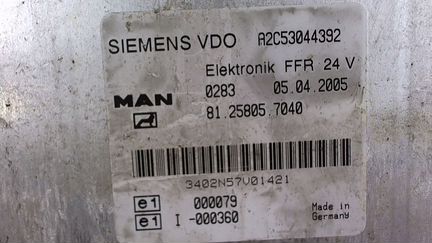 SIEMENS VDO A2C53044392
Elektronik FFR 24 V
0283 05.04.2005
MAN
81.25805.7040
3402N57V01421
e1 000079
e1 I -000360
Made in
Germany